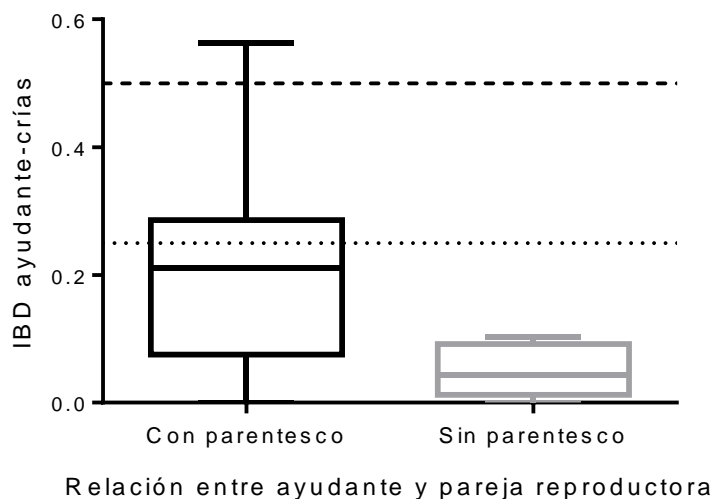 0.6
0.4
0.2
0.0
IBD ayudante-crías
Con parentesco
Sin parentesco
Relación entre ayudante y pareja reproductora